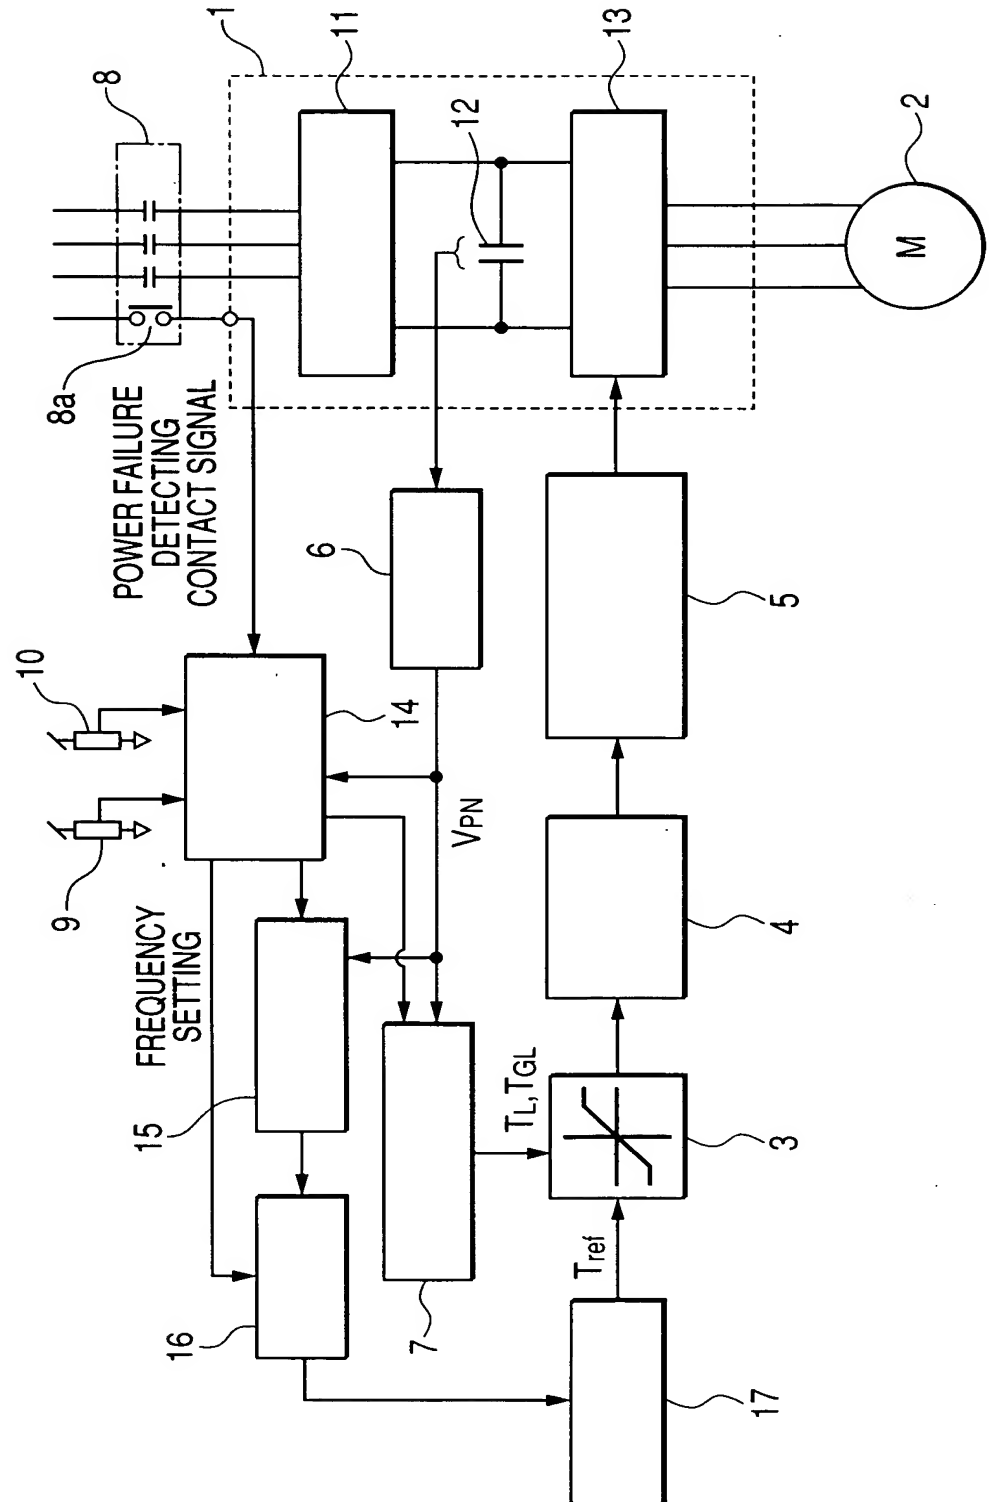 1
11
13
8
12
2
M
8a
POWER FAILURE
DETECTING
CONTACT SIGNAL
6
5
10
14
9
VPN
4
FREQUENCY
SETTING
15
TL,TGL
3
16
7
Tref
17